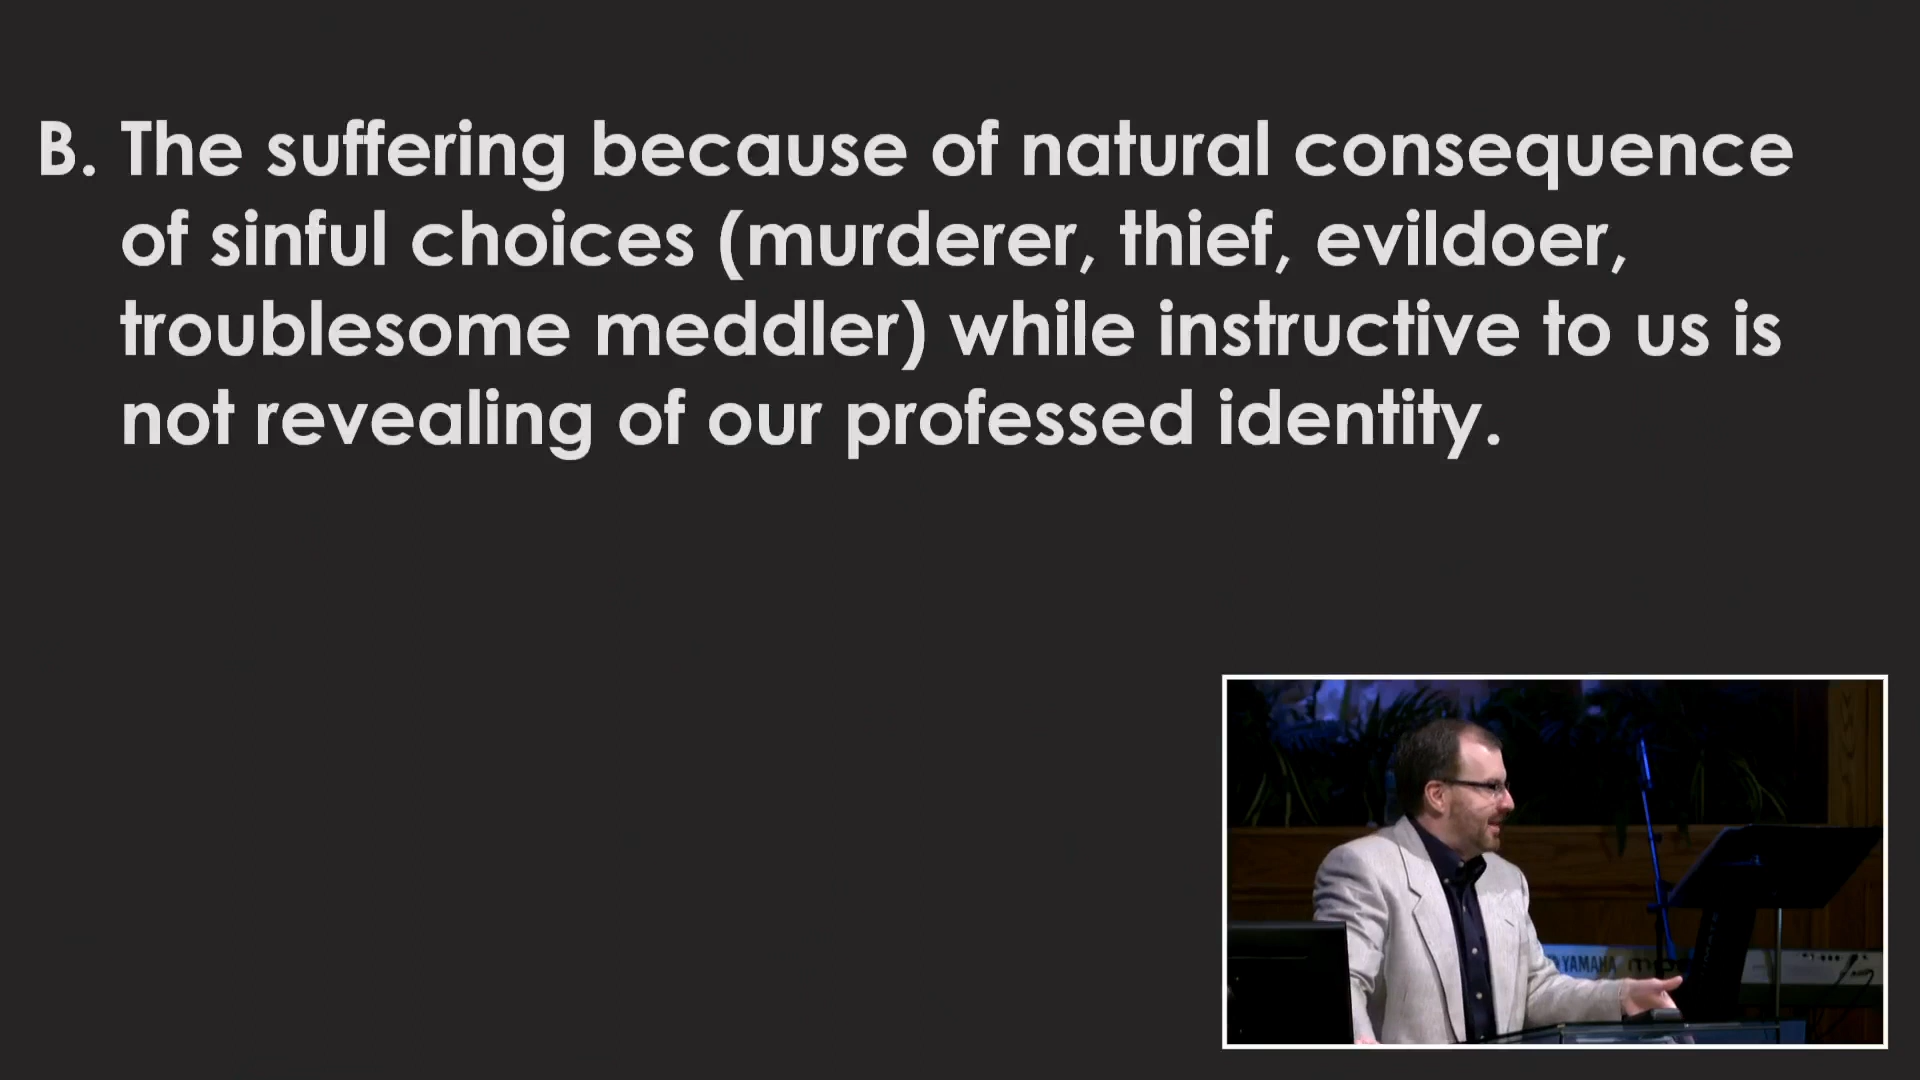 B. The suffering because of natural consequence
of sinful choices (murderer, thief, evildoer,
troublesome meddler) while instructive to us is
not revealing of our professed identity.
YAMAHA